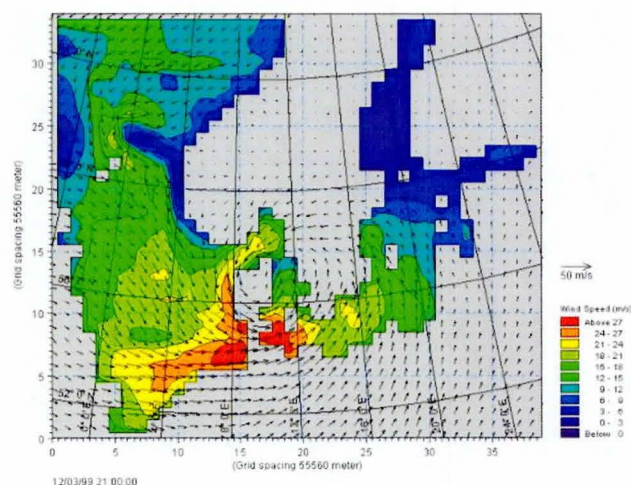 (Grid spacing 55560 meter)
30
25
20
15
10
5
0
0
5
10
15
20
25
30
35
(Grid spacing 55560 meter)
12/03/99 21:00:00
50 m/s
Wind Speed (m/s)
Above 27
24 - 27
21 - 24
18 - 21
15 - 18
12 - 15
9 - 12
6 - 9
3 - 6
0 - 3
Below 0